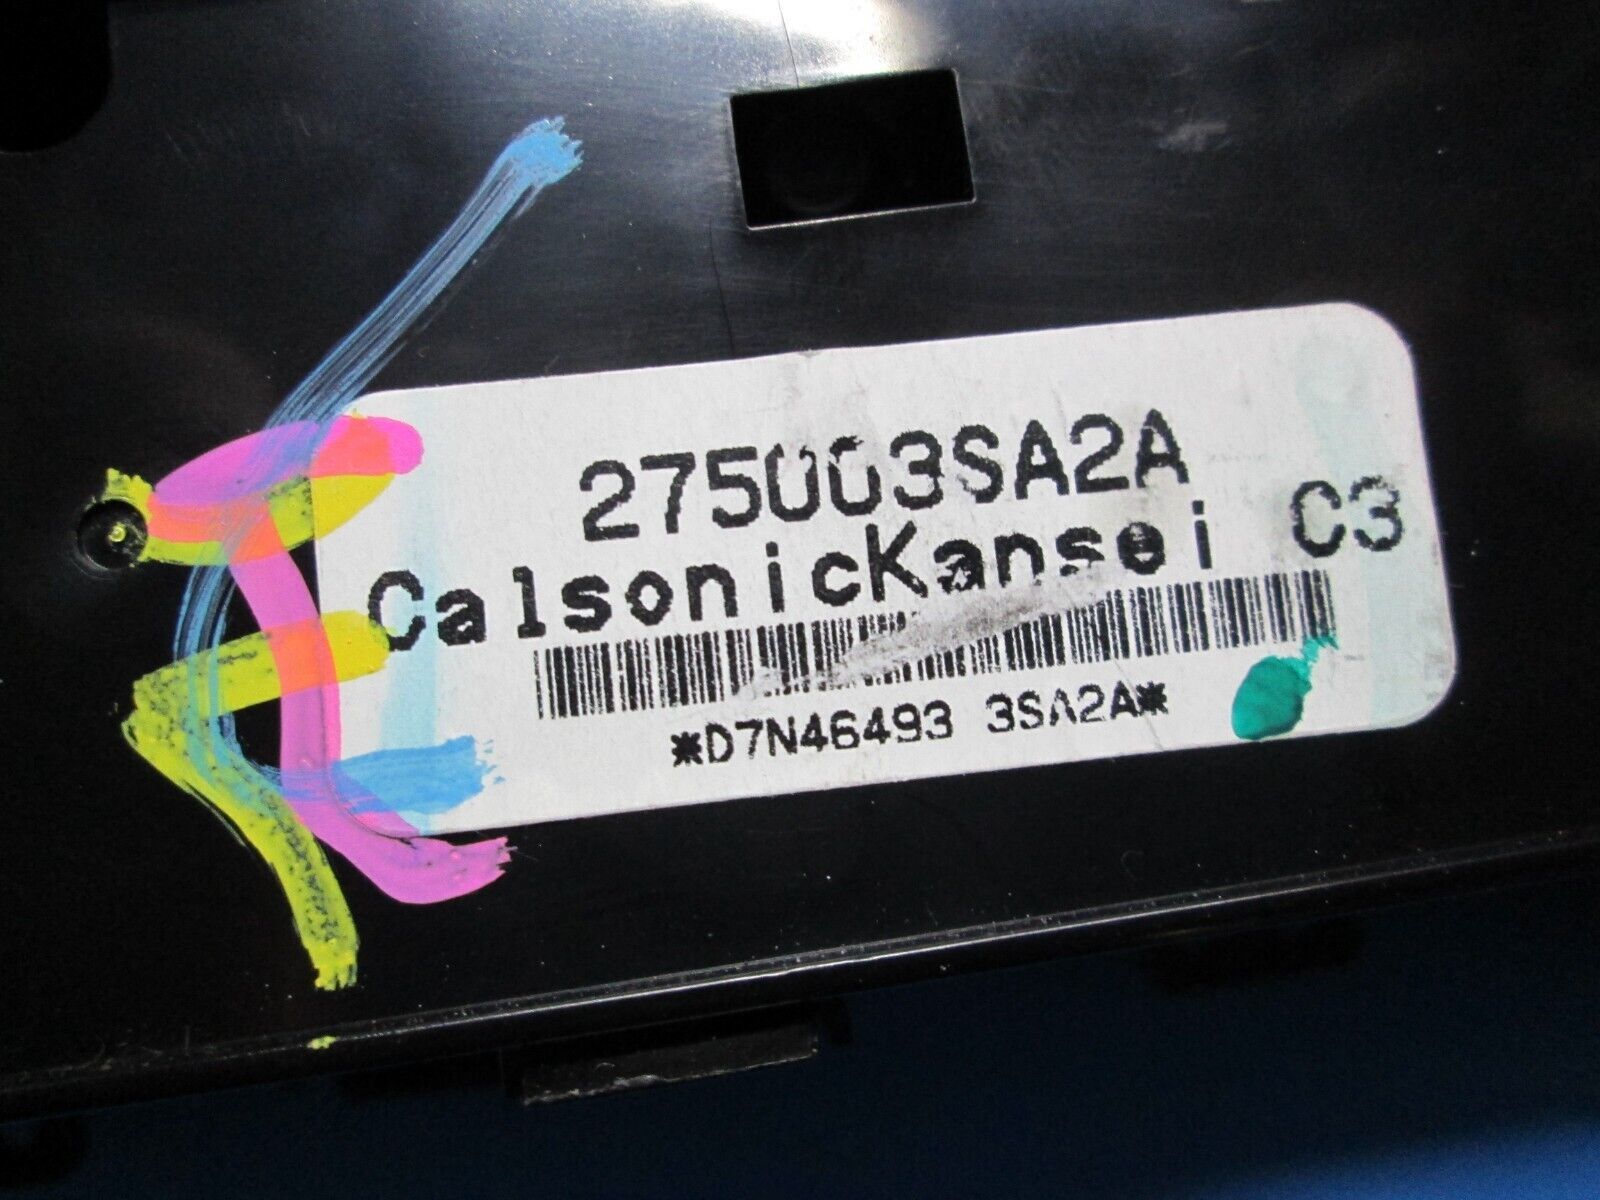 275003SA2A
CalsonicKansei C3
*D7N46493 3SA2A*